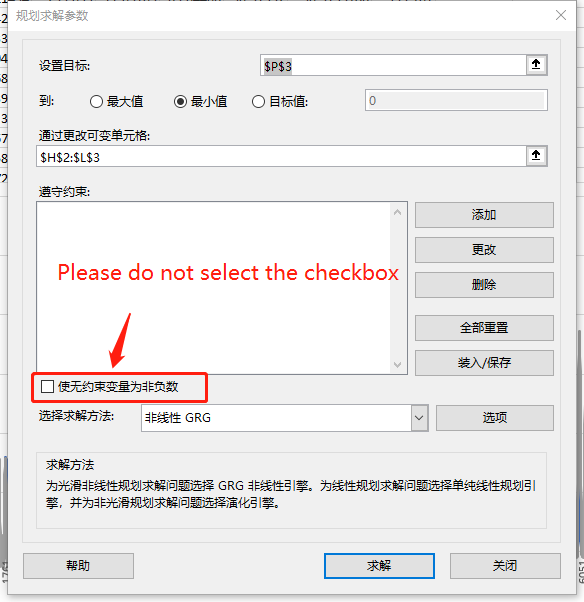 规划求解参数
设置目标:
$P$3
到:
最大值
最小值
目标值:
0
通过更改可变单元格:
$H$2:$L$3
遵守约束:
添加
更改
Please do not select the checkbox
删除
全部重置
装入/保存
使无约束变量为非负数
选择求解方法:
非线性 GRG
选项
求解方法
为光滑非线性规划求解问题选择 GRG 非线性引擎。为线性规划求解问题选择单纯线性规划引
擎，并为非光滑规划求解问题选择演化引擎。
帮助
求解
关闭